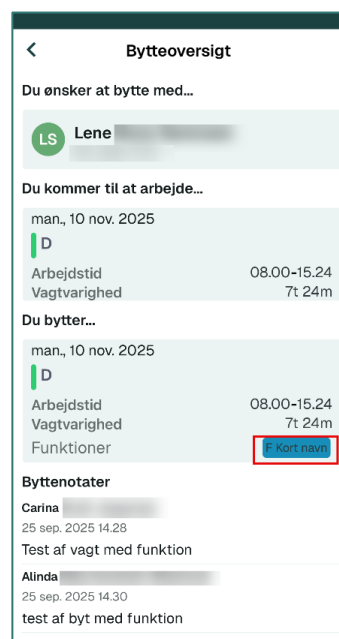 Bytteoversigt
Du ønsker at bytte med...
LS
Lene
Du kommer til at arbejde...
man., 10 nov. 2025
D
Arbejdstid 08.00-15.24
Vagtvarighed 7t 24m
Du bytter...
man., 10 nov. 2025
D
Arbejdstid 08.00-15.24
Vagtvarighed 7t 24m
Funktioner F Kort navn
Byttenotater
Carina
25 sep. 2025 14.28
Test af vagt med funktion
Alinda
25 sep. 2025 14.30
test af byt med funktion